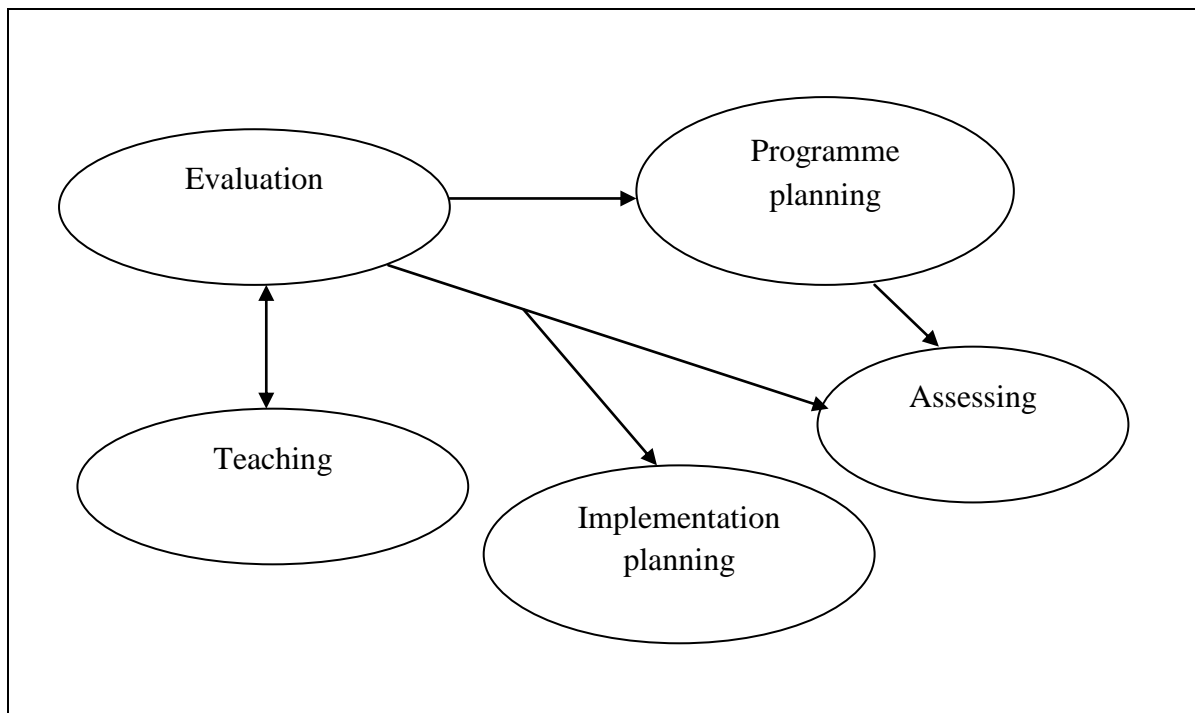 Evaluation
Programme
planning
Assessing
Teaching
Implementation
planning